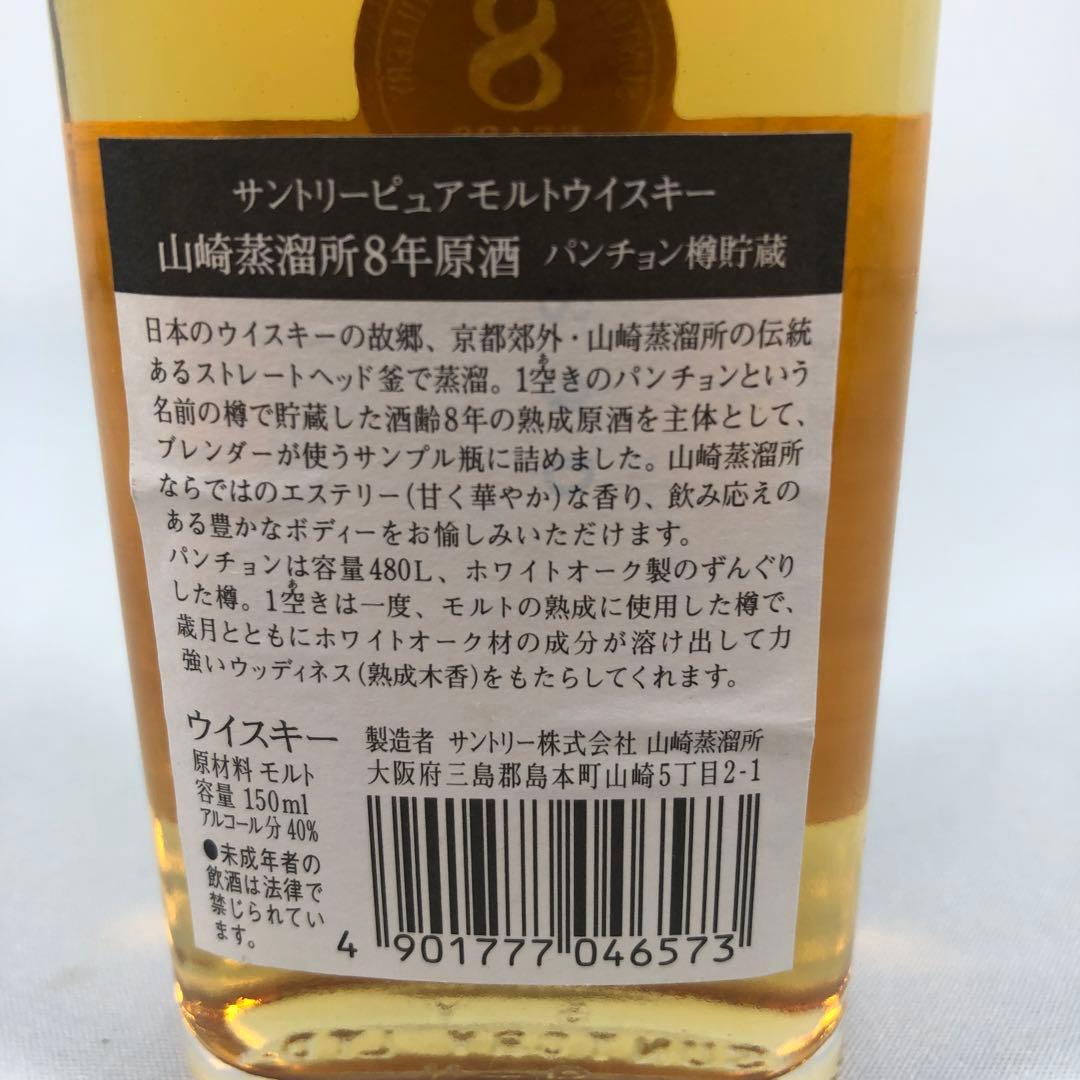 8
サントリーピュアモルトウイスキー
山崎蒸溜所8年原酒 パンチョン樽貯蔵
日本のウイスキーの故郷、京都郊外・山崎蒸溜所の伝統
あるストレートヘッド釜で蒸溜。1空きのパンチョンという
名前の樽で貯蔵した酒齢8年の熟成原酒を主体として、
ブレンダーが使うサンプル瓶に詰めました。山崎蒸溜所
ならではのエステリー(甘く華やか)な香り、飲み応えの
ある豊かなボディーをお愉しみいただけます。
パンチョンは容量480L、ホワイトオーク製のずんぐり
した樽。1空きは一度、モルトの熟成に使用した樽で、
歳月とともにホワイトオーク材の成分が溶け出して力
強いウッディネス(熟成木香)をもたらしてくれます。
ウイスキー
原材料 モルト
容量 150ml
アルコール分 40%
●未成年者の
飲酒は法律で
禁じられてい
ます。
製造者 サントリー株式会社 山崎蒸溜所
大阪府三島郡島本町山崎5丁目2-1
4 901777 046573